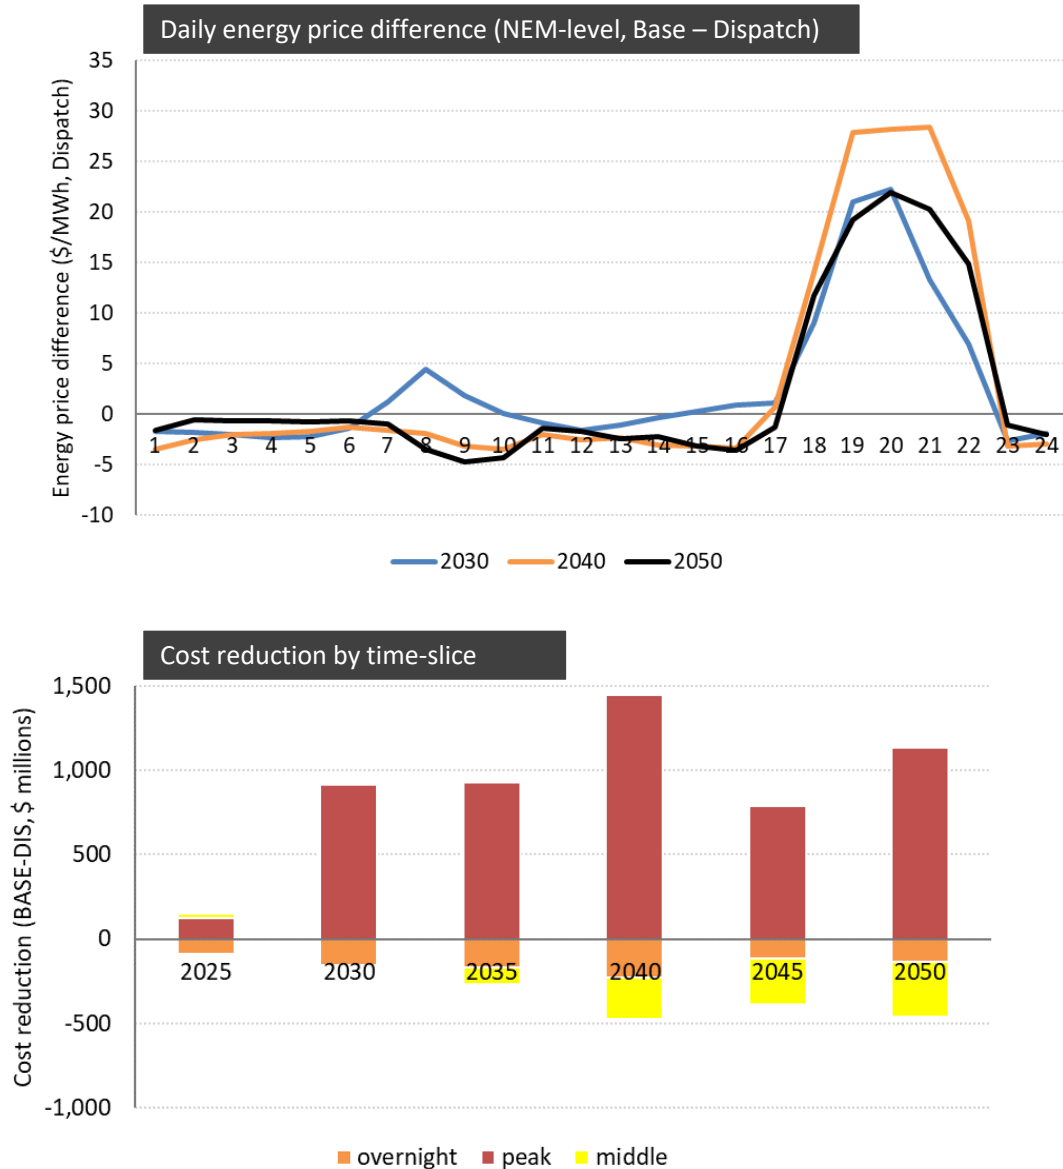 Daily energy price difference (NEM-level, Base – Dispatch)
Energy price difference ($/MWh, Dispatch)
35
30
25
20
15
10
5
0
-5
-10
1 2 3 4 5 6 7 8 9 10 11 12 13 14 15 16 17 18 19 20 21 22 23 24
2030 2040 2050
Cost reduction by time-slice
Cost reduction (BASE-DIS, $ millions)
1,500
1,000
500
0
-500
-1,000
2025 2030 2035 2040 2045 2050
overnight peak middle